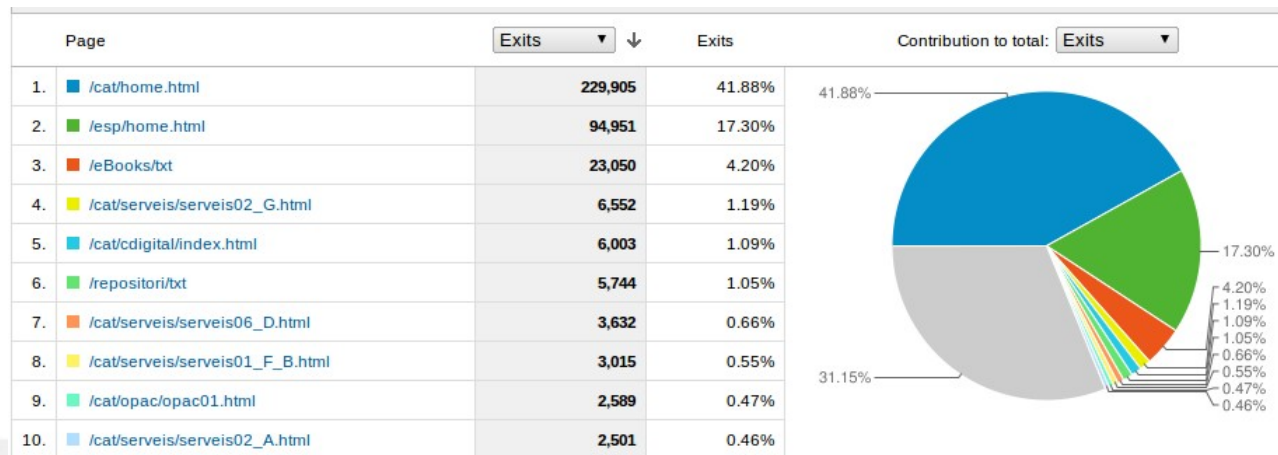 Page Exits ▼ ↓ Exits Contribution to total: Exits ▼
1. /cat/home.html 229,905 41.88%
2. /esp/home.html 94,951 17.30%
3. /eBooks/txt 23,050 4.20%
4. /cat/serveis/serveis02_G.html 6,552 1.19%
5. /cat/cdigital/index.html 6,003 1.09%
6. /repositori/txt 5,744 1.05%
7. /cat/serveis/serveis06_D.html 3,632 0.66%
8. /cat/serveis/serveis01_F_B.html 3,015 0.55%
9. /cat/opac/opac01.html 2,589 0.47%
10. /cat/serveis/serveis02_A.html 2,501 0.46%
41.88%
17.30%
4.20%
1.19%
1.09%
1.05%
0.66%
0.55%
0.47%
0.46%
31.15%